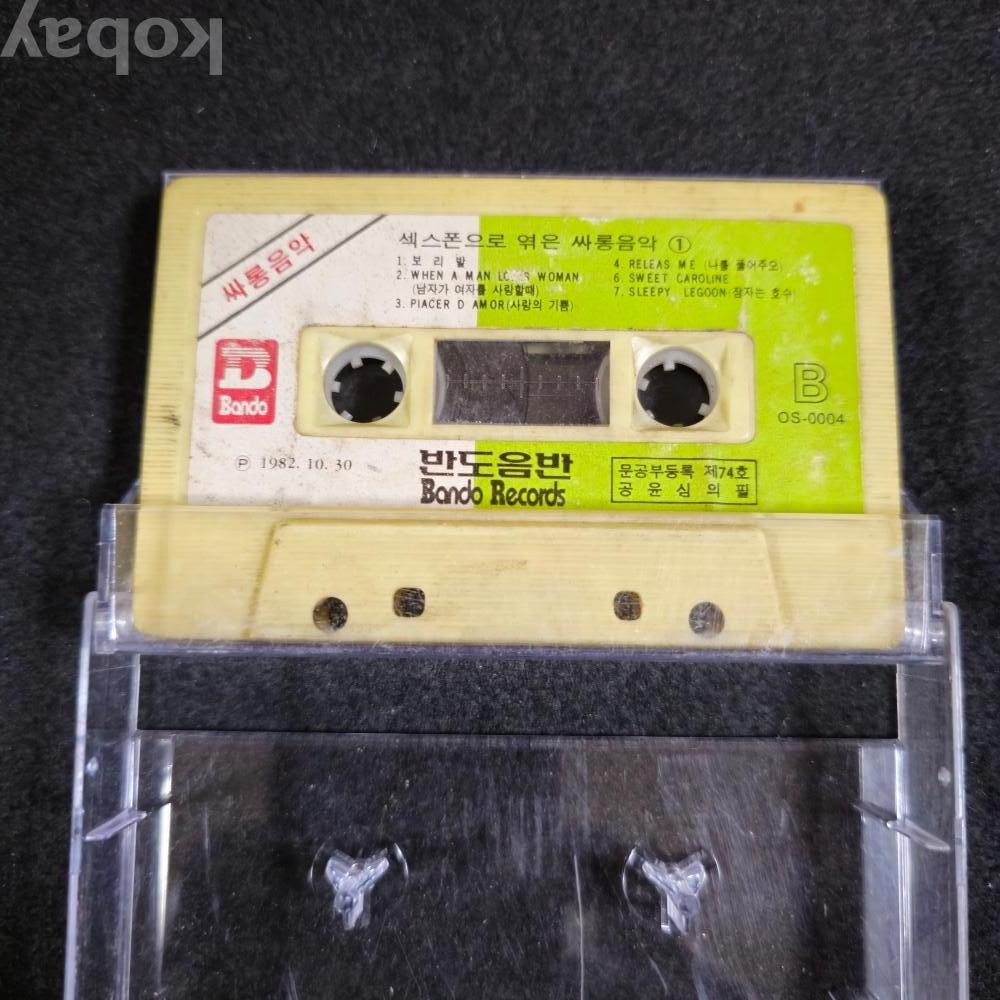 kobay
싸롱음악
섹스폰으로 엮은 싸롱음악 ①
1. 보 리 밭
2. WHEN A MAN LOVES WOMAN
(남자가 여자를 사랑할때)
3. PIACER D AMOR(사랑의 기쁨)
4. RELEAS ME (나를 풀어주오)
6. SWEET CAROLINE
7. SLEEPY LEGOON(잠자는 호수)
B
Bando
B
OS-0004
Ⓟ 1982. 10. 30
반도음반
Bando Records
문공부등록 제74호
공 윤 심 의 필